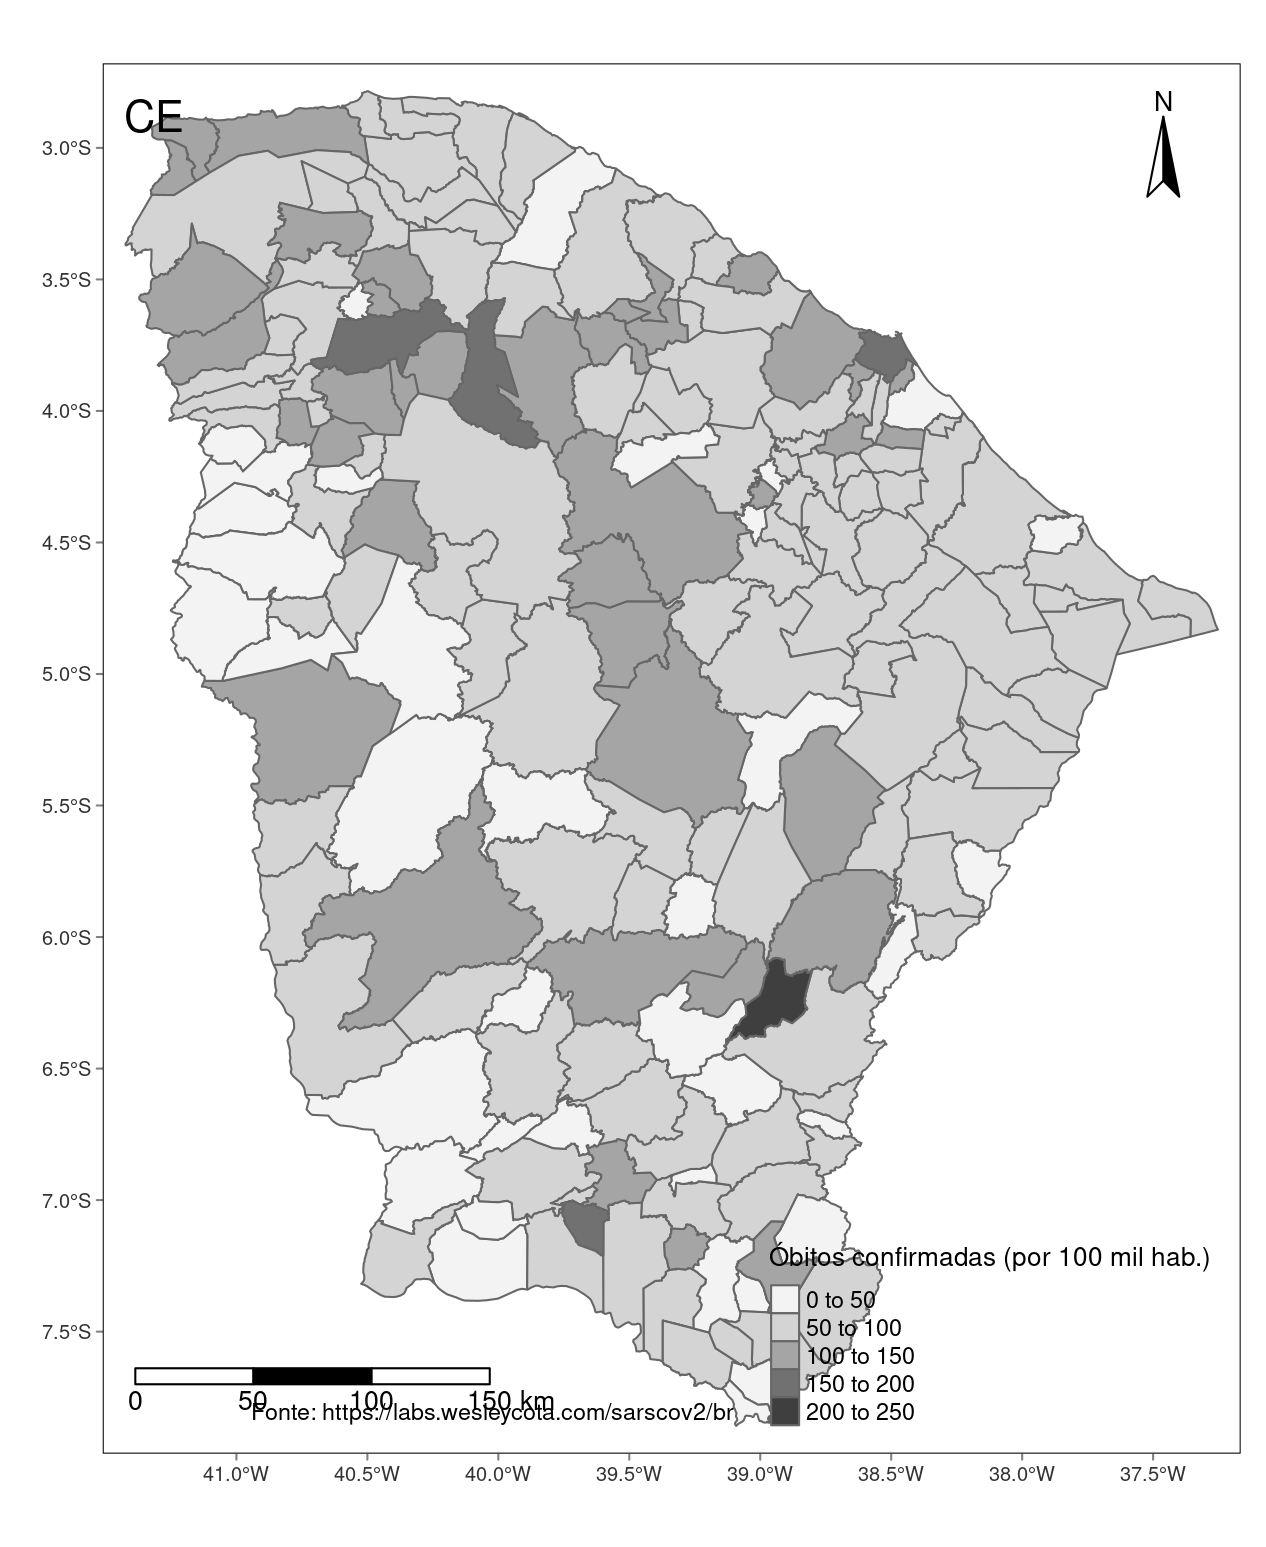 CE
N
3.0°S
3.5°S
4.0°S
4.5°S
5.0°S
5.5°S
6.0°S
6.5°S
7.0°S
7.5°S
Óbitos confirmadas (por 100 mil hab.)
0 to 50
50 to 100
100 to 150
150 to 200
200 to 250
0 50 100 150 km
Fonte: https://labs.wesleycota.com/sarscov2/br
41.0°W 40.5°W 40.0°W 39.5°W 39.0°W 38.5°W 38.0°W 37.5°W